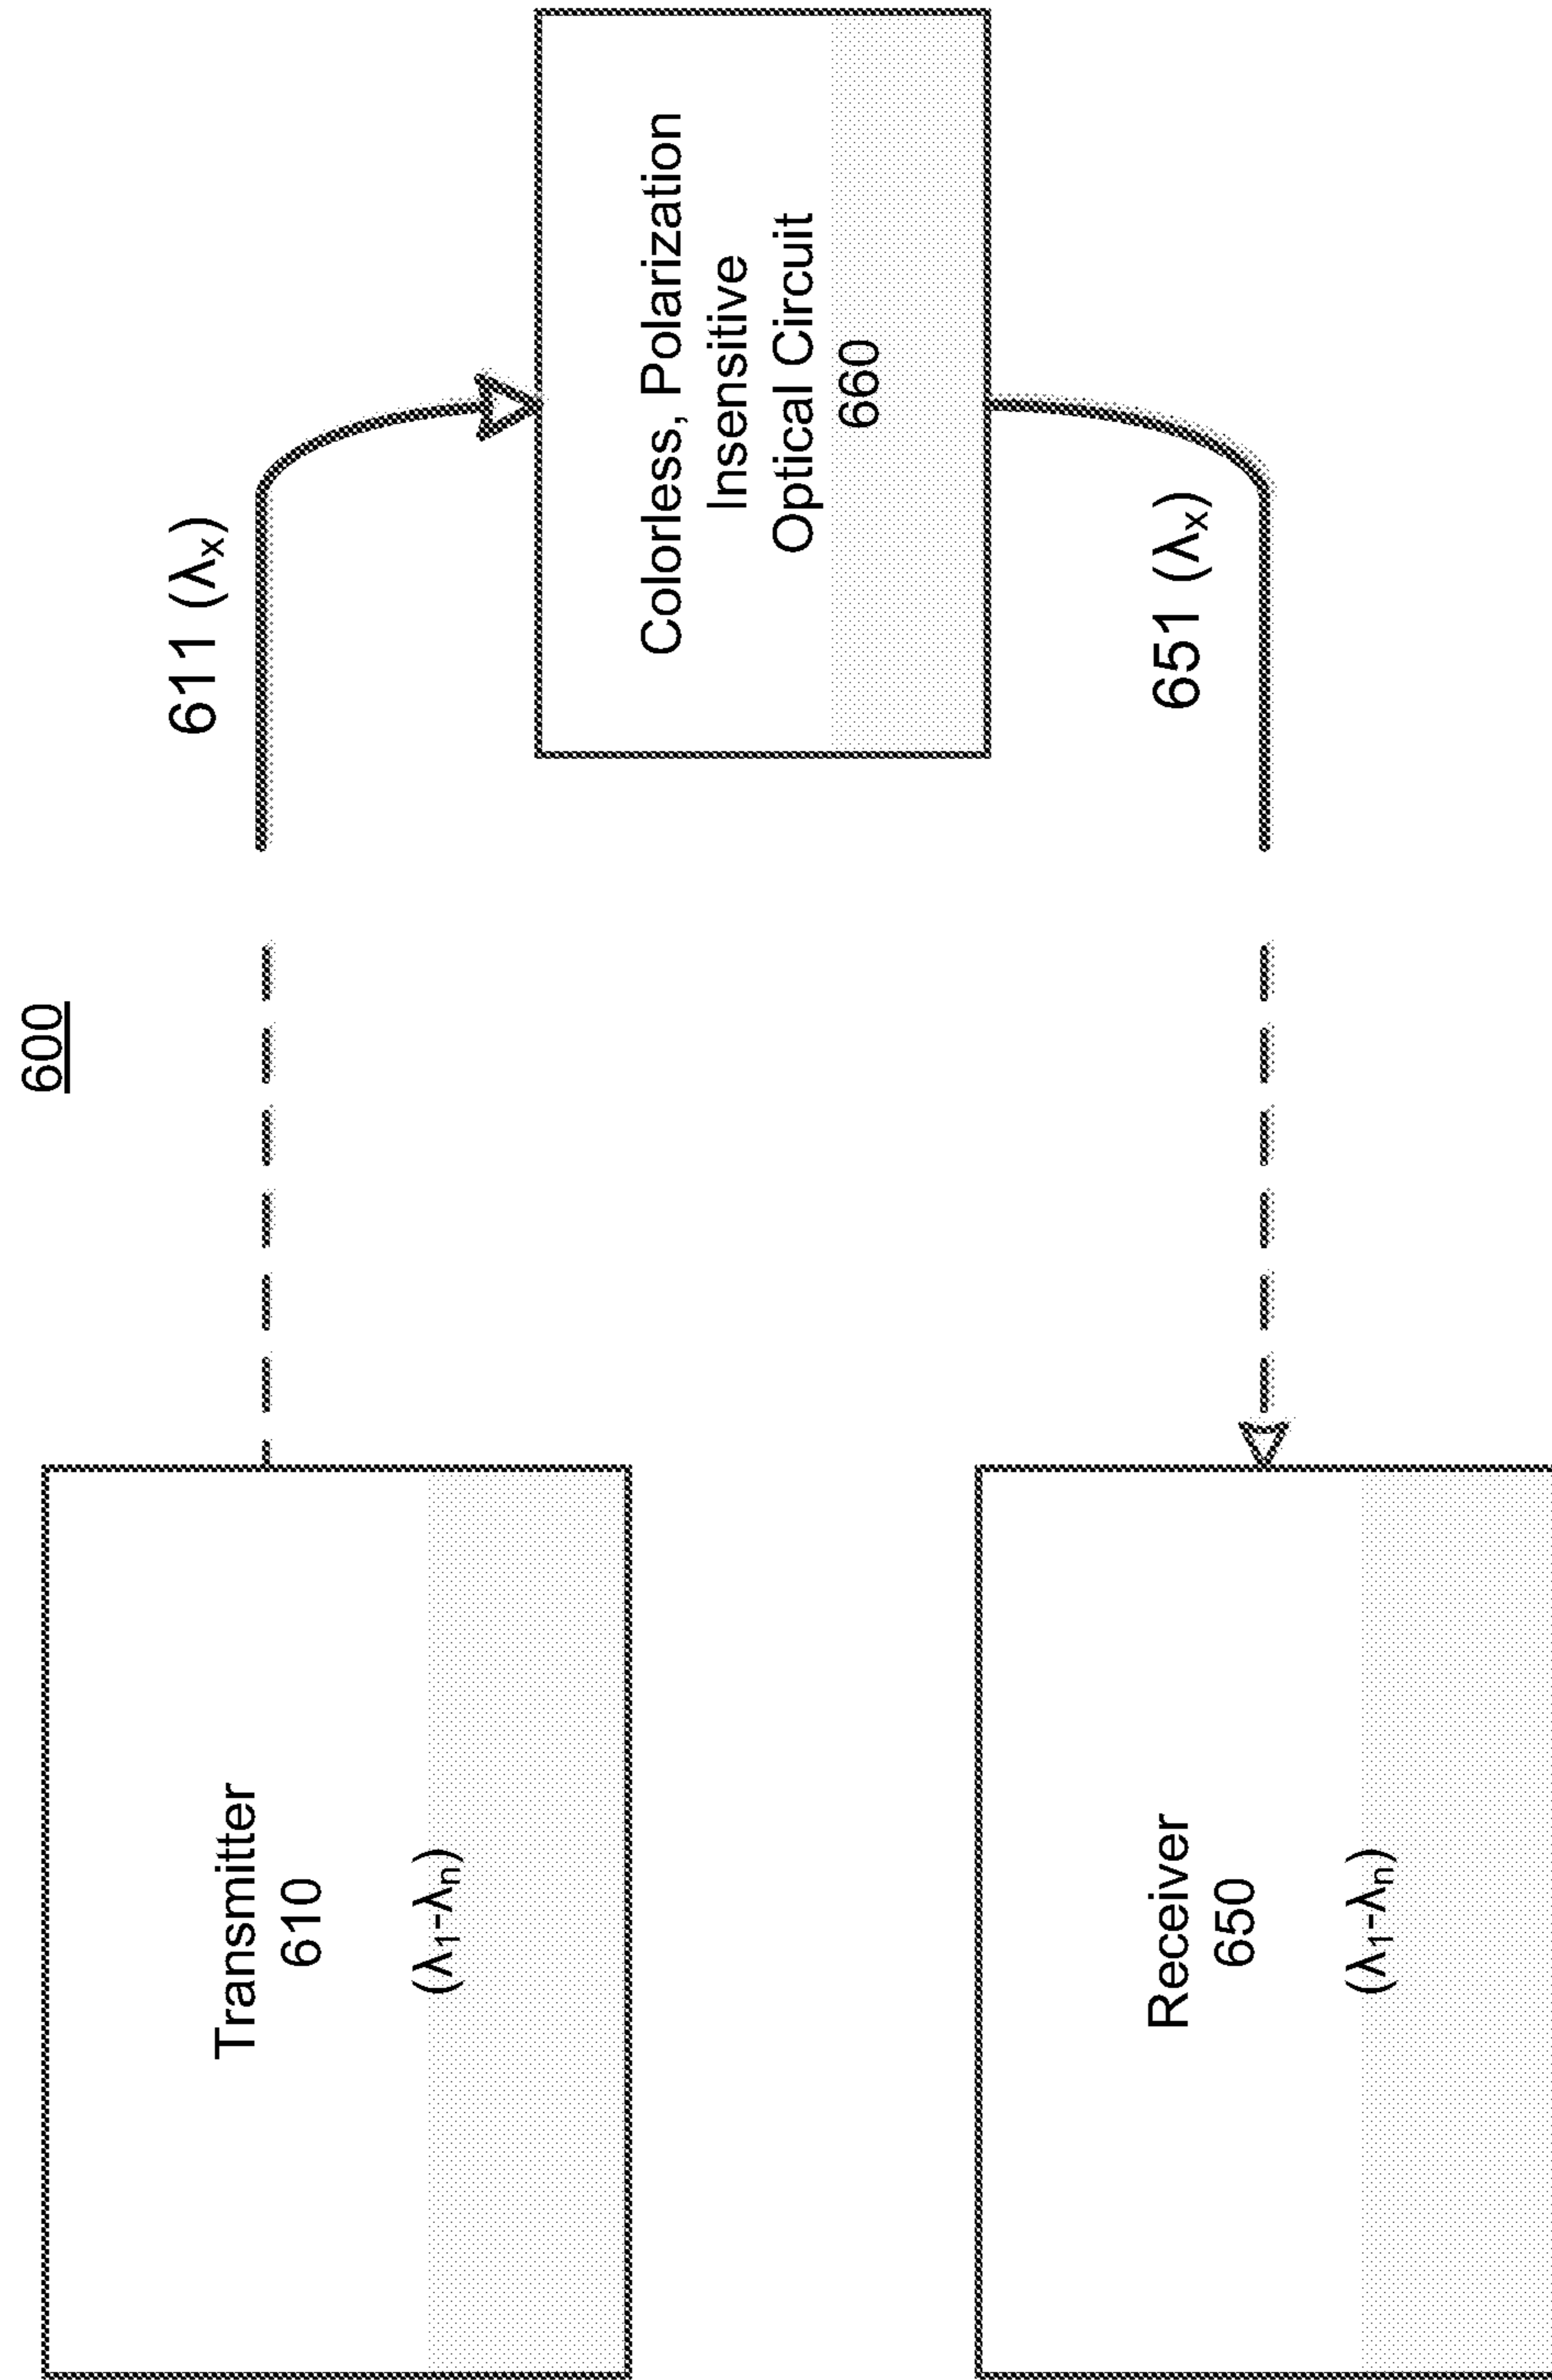 600
Transmitter
610
(λ₁-λₙ)
611 (λₓ)
Colorless, Polarization
Insensitive
Optical Circuit
660
Receiver
650
(λ₁-λₙ)
651 (λₓ)